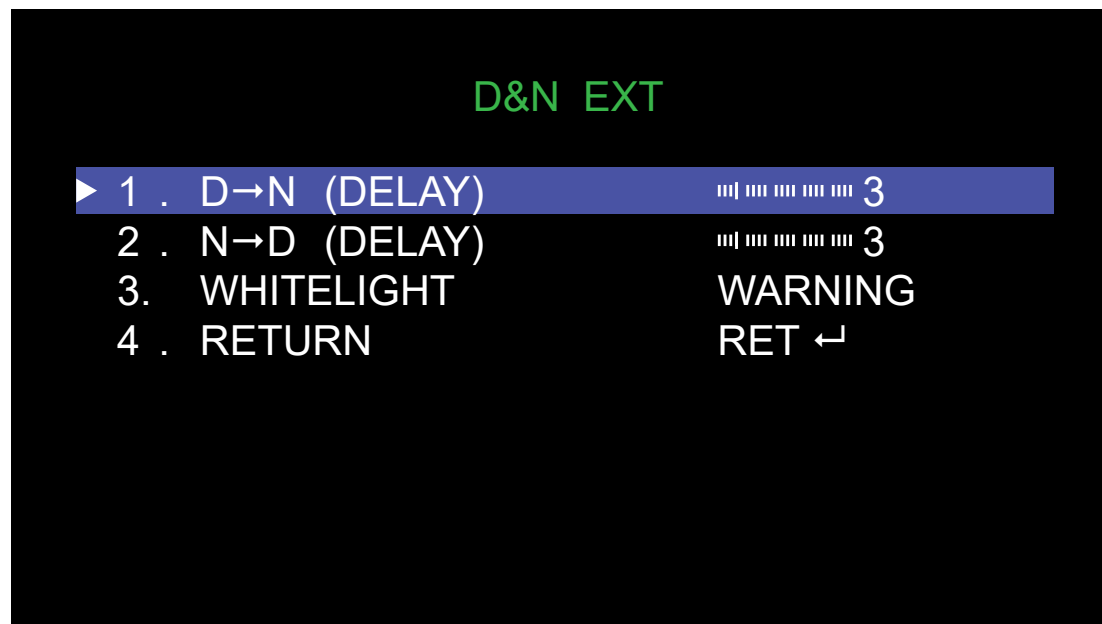 D&N EXT
1 . D→N (DELAY) 3
2 . N→D (DELAY) 3
3. WHITELIGHT WARNING
4 . RETURN RET ↵